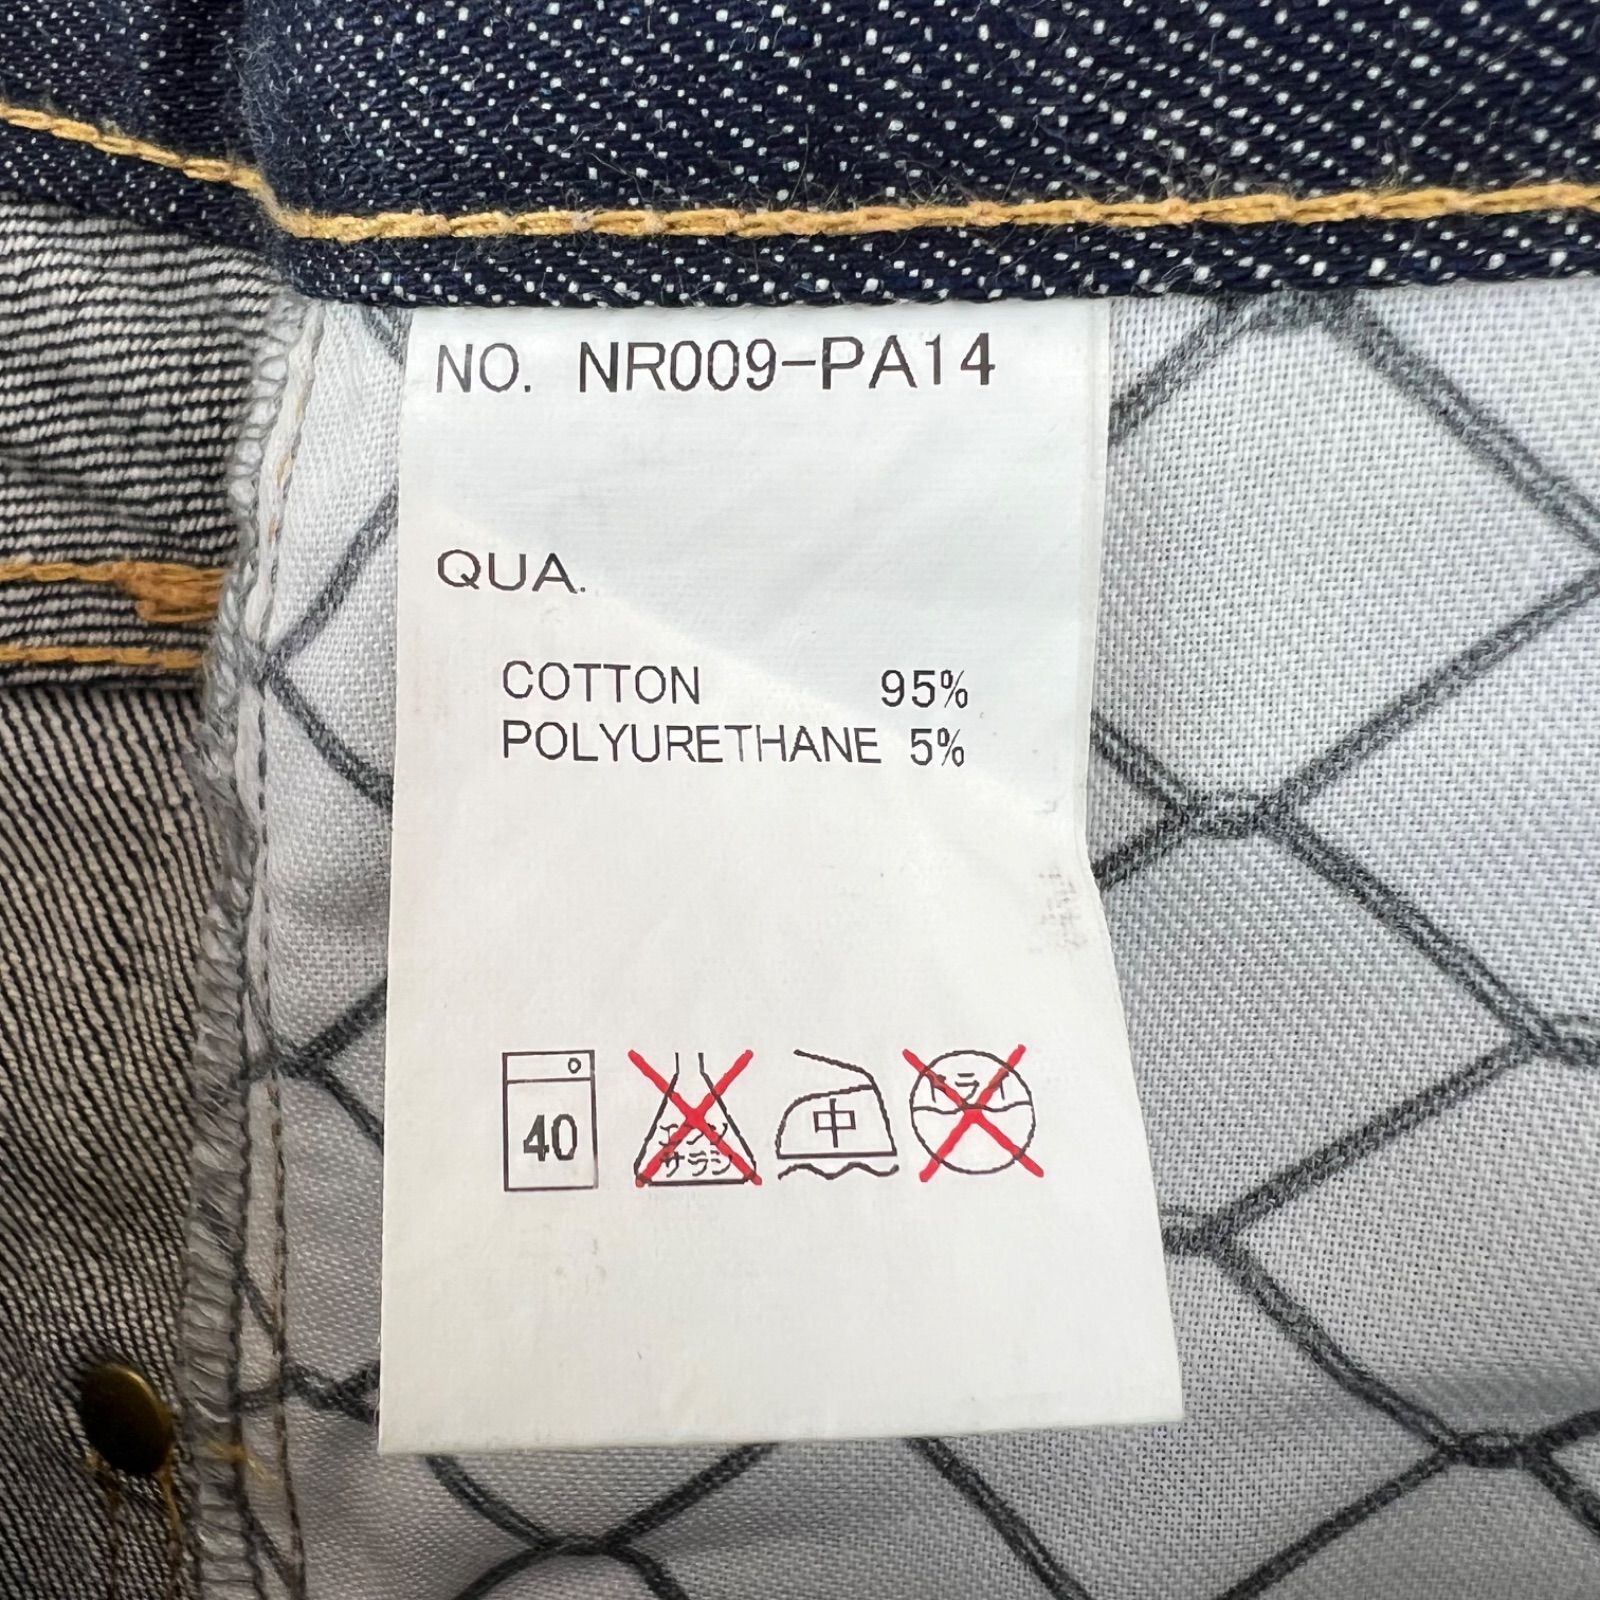 NO. NR009-PA14
QUA.
COTTON 95%
POLYURETHANE 5%
40
エンソ
サラシ
中
ドライ